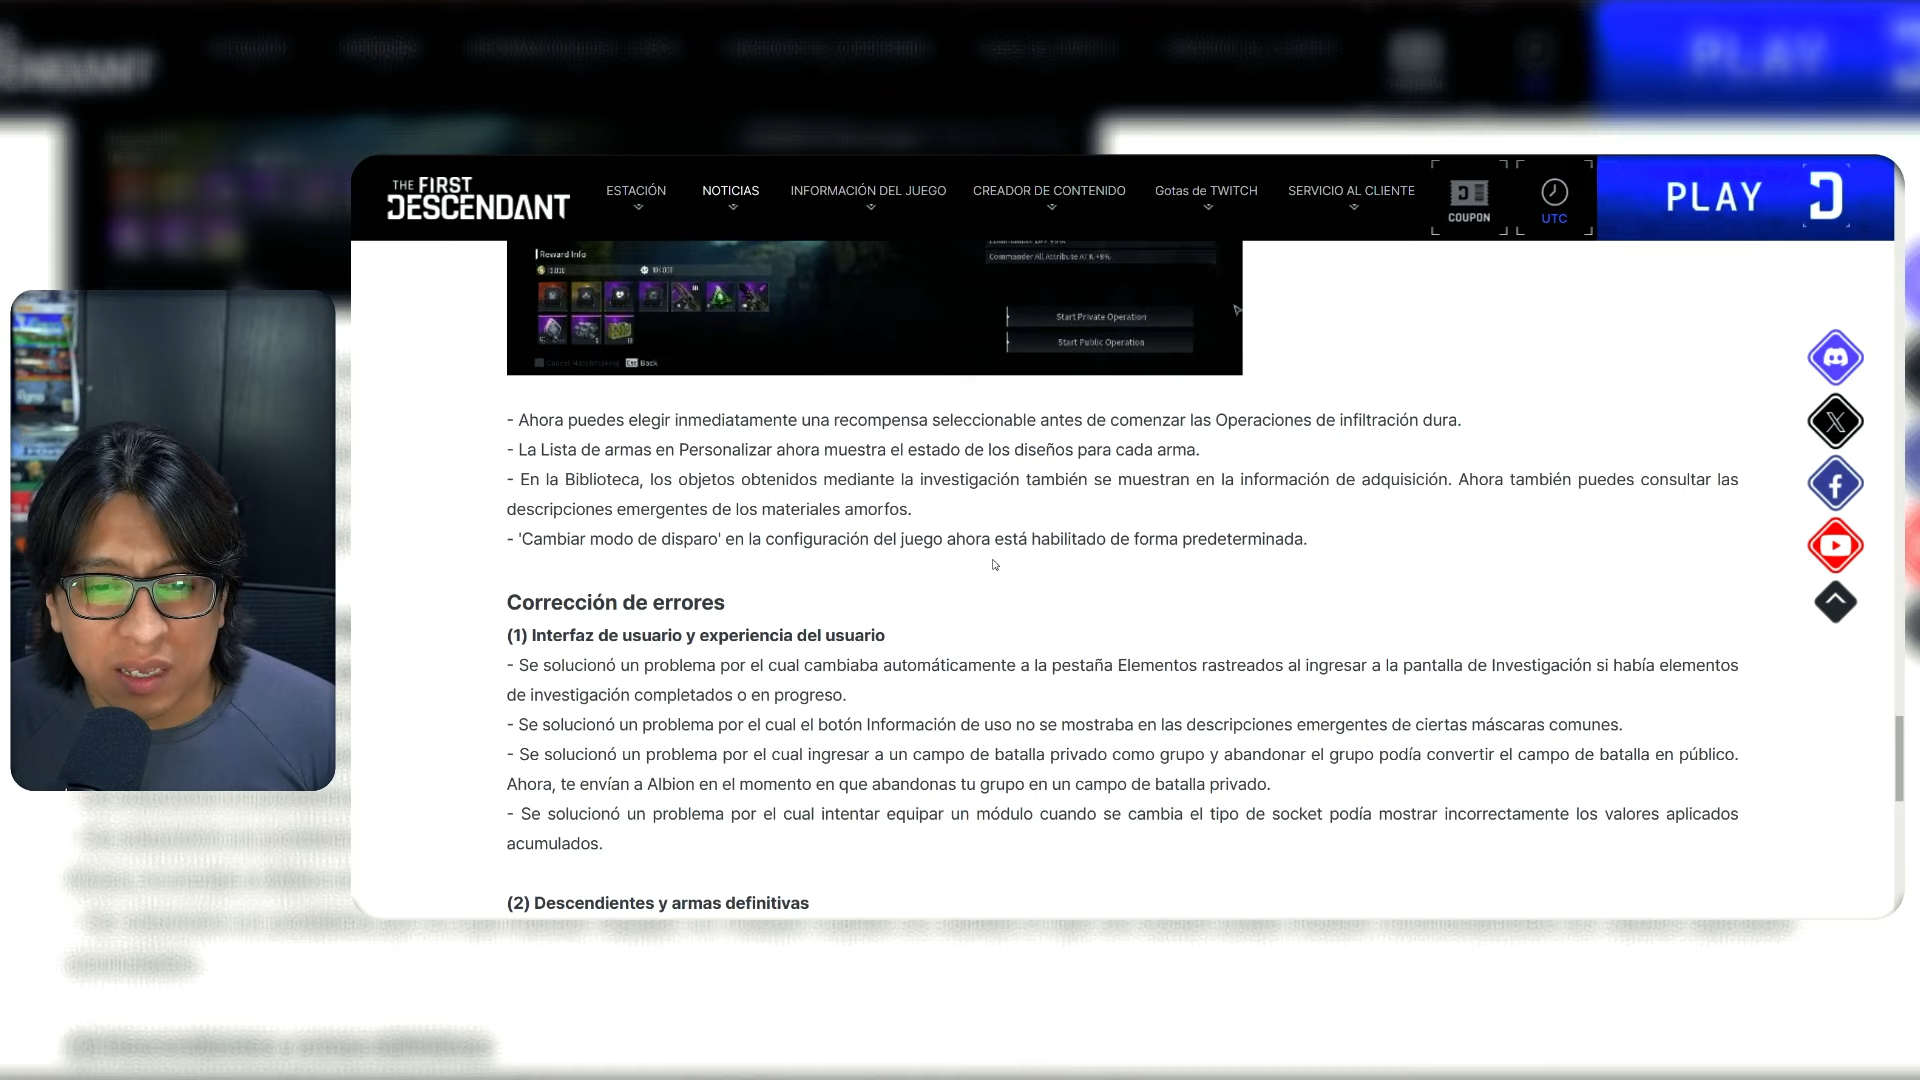 THE FIRST
DESCENDANT
ESTACIÓN
NOTICIAS
INFORMACIÓN DEL JUEGO
CREADOR DE CONTENIDO
Gotas de TWITCH
SERVICIO AL CLIENTE
COUPON
UTC
PLAY
Reward Info
Commander All Attribute ATK +9%
Start Private Operation
Start Public Operation
Cancel Matchmaking Esc Back
- Ahora puedes elegir inmediatamente una recompensa seleccionable antes de comenzar las Operaciones de infiltración dura.
- La Lista de armas en Personalizar ahora muestra el estado de los diseños para cada arma.
- En la Biblioteca, los objetos obtenidos mediante la investigación también se muestran en la información de adquisición. Ahora también puedes consultar las
descripciones emergentes de los materiales amorfos.
- 'Cambiar modo de disparo' en la configuración del juego ahora está habilitado de forma predeterminada.
Corrección de errores
(1) Interfaz de usuario y experiencia del usuario
- Se solucionó un problema por el cual cambiaba automáticamente a la pestaña Elementos rastreados al ingresar a la pantalla de Investigación si había elementos
de investigación completados o en progreso.
- Se solucionó un problema por el cual el botón Información de uso no se mostraba en las descripciones emergentes de ciertas máscaras comunes.
- Se solucionó un problema por el cual ingresar a un campo de batalla privado como grupo y abandonar el grupo podía convertir el campo de batalla en público.
Ahora, te envían a Albion en el momento en que abandonas tu grupo en un campo de batalla privado.
- Se solucionó un problema por el cual intentar equipar un módulo cuando se cambia el tipo de socket podía mostrar incorrectamente los valores aplicados
acumulados.
(2) Descendientes y armas definitivas